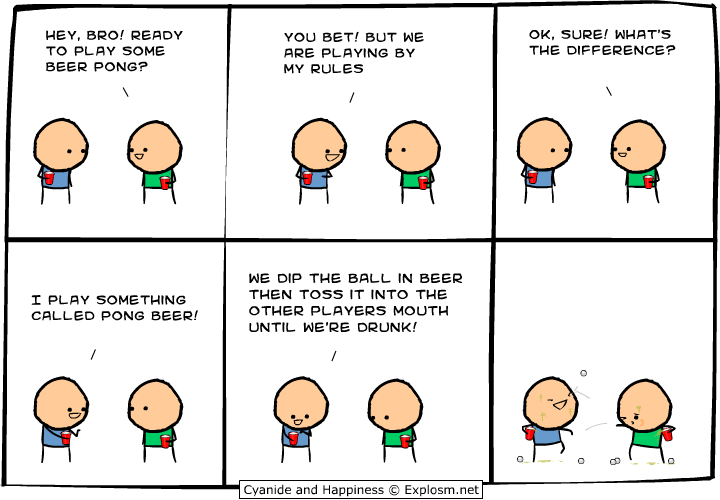 HEY, BRO! READY
TO PLAY SOME
BEER PONG?
YOU BET! BUT WE
ARE PLAYING BY
MY RULES
OK, SURE! WHAT'S
THE DIFFERENCE?
I PLAY SOMETHING
CALLED PONG BEER!
WE DIP THE BALL IN BEER
THEN TOSS IT INTO THE
OTHER PLAYERS MOUTH
UNTIL WE'RE DRUNK!
Cyanide and Happiness © Explosm.net